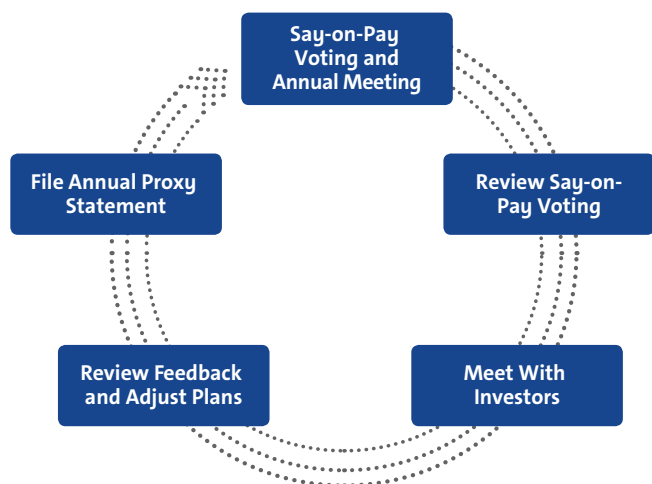 Say-on-Pay
Voting and
Annual Meeting
Review Say-on-
Pay Voting
Meet With
Investors
Review Feedback
and Adjust Plans
File Annual Proxy
Statement